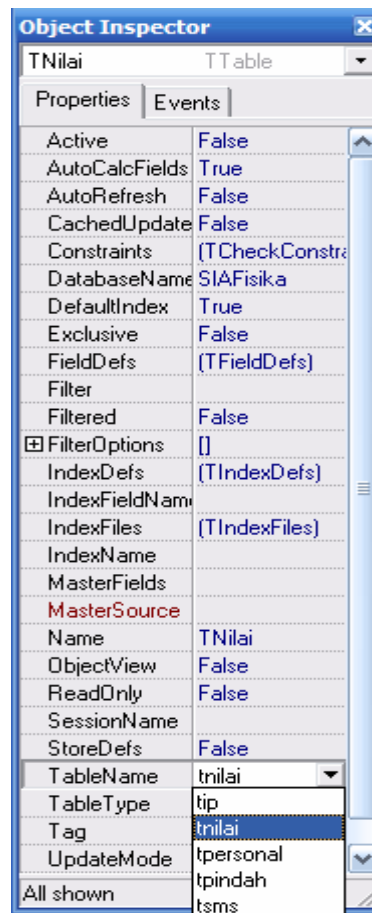 Object Inspector
TNilai TTable
Properties Events
Active False
AutoCalcFields True
AutoRefresh False
CachedUpdate False
Constraints (TCheckConstra
DatabaseName SIAFisika
DefaultIndex True
Exclusive False
FieldDefs (TFieldDefs)
Filter
Filtered False
FilterOptions []
IndexDefs (TIndexDefs)
IndexFieldNam
IndexFiles (TIndexFiles)
IndexName
MasterFields
MasterSource
Name TNilai
ObjectView False
ReadOnly False
SessionName
StoreDefs False
TableName tnilai
TableType tip
Tag tnilai
UpdateMode tpersonal
tpindah
All shown tsms